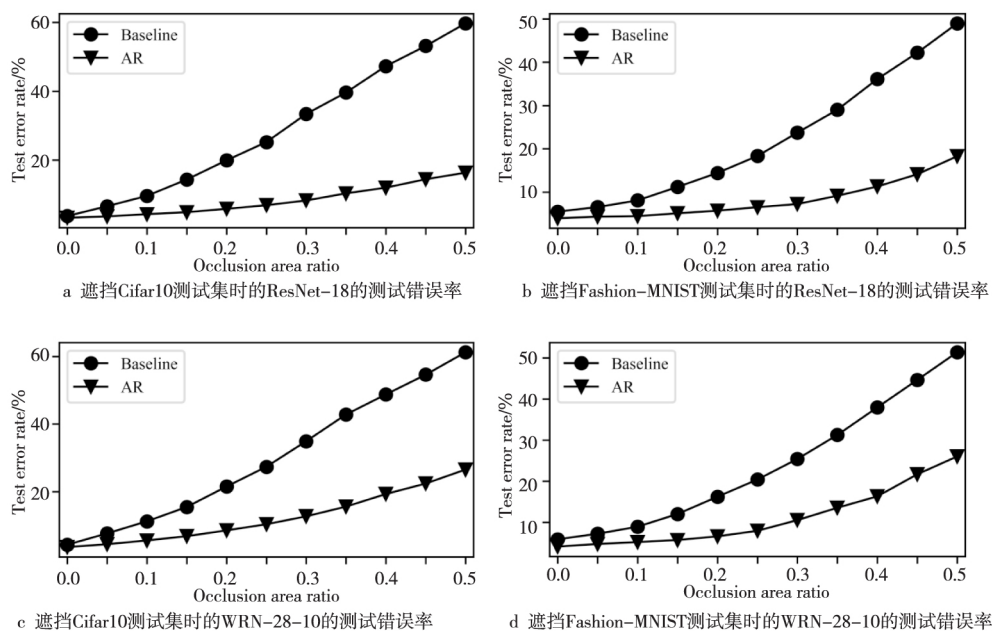 60
40
20
Test error rate/%
Baseline
AR
0.0 0.1 0.2 0.3 0.4 0.5
Occlusion area ratio
a 遮挡Cifar10测试集时的ResNet-18的测试错误率
50
40
30
20
10
Test error rate/%
Baseline
AR
0.0 0.1 0.2 0.3 0.4 0.5
Occlusion area ratio
b 遮挡Fashion-MNIST测试集时的ResNet-18的测试错误率
60
40
20
Test error rate/%
Baseline
AR
0.0 0.1 0.2 0.3 0.4 0.5
Occlusion area ratio
c 遮挡Cifar10测试集时的WRN-28-10的测试错误率
50
40
30
20
10
Test error rate/%
Baseline
AR
0.0 0.1 0.2 0.3 0.4 0.5
Occlusion area ratio
d 遮挡Fashion-MNIST测试集时的WRN-28-10的测试错误率